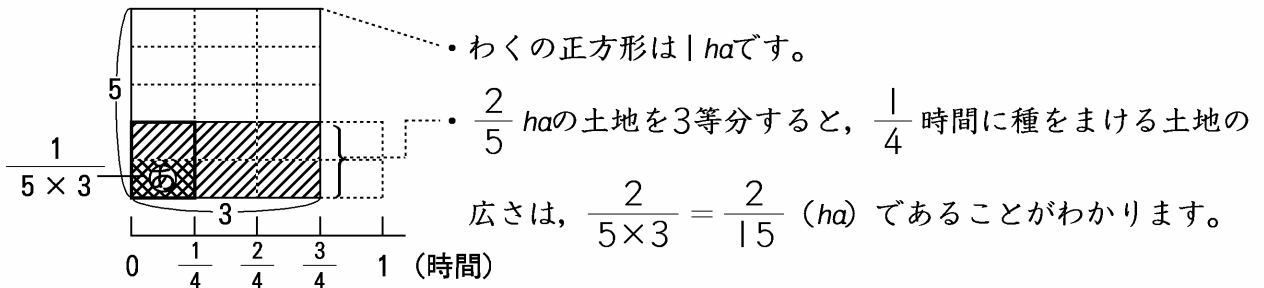 ・わくの正方形は1haです。
5
・2/5 haの土地を3等分すると，1/4 時間に種をまける土地の
1/(5×3)
あ
広さは，2/(5×3)＝2/15（ha）であることがわかります。
3
0 1/4 2/4 3/4 1（時間）